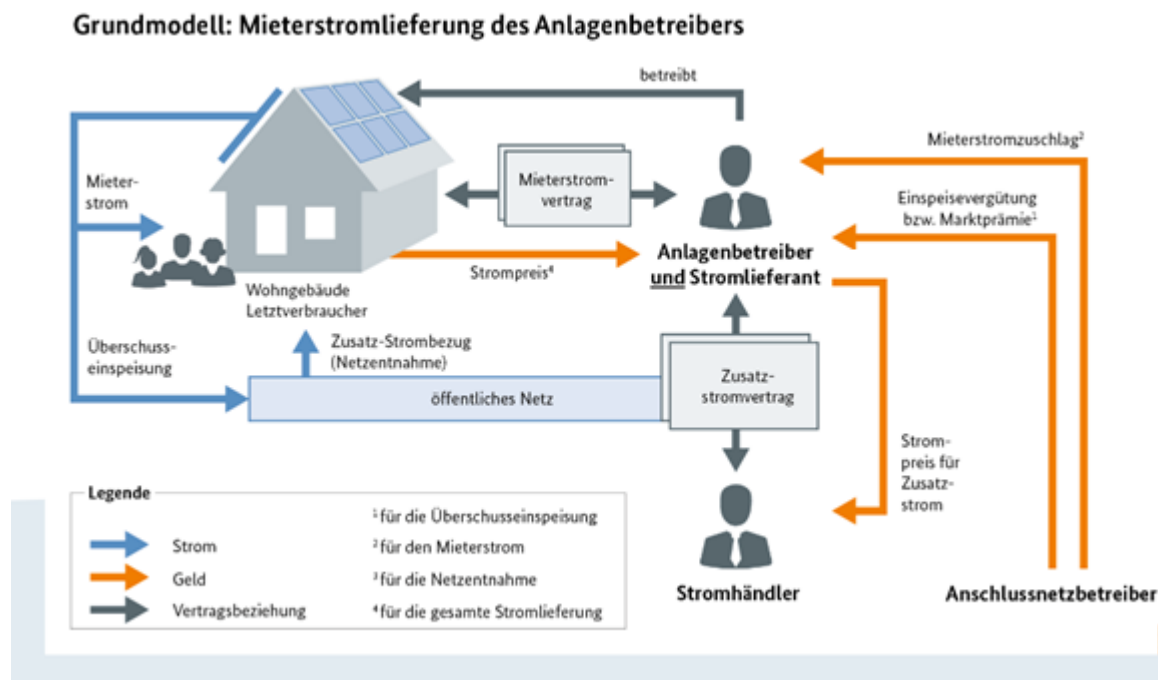 Grundmodell: Mieterstromlieferung des Anlagenbetreibers
betreibt
Mieterstromzuschlag²
Mieter-
strom
Mieterstrom-
vertrag
Einspeisevergütung
bzw. Marktprämie¹
Strompreis⁴
Anlagenbetreiber
und Stromlieferant
Wohngebäude
Letztverbraucher
Überschuss-
einspeisung
Zusatz-Strombezug
(Netzentnahme)
öffentliches Netz
Zusatz-
stromvertrag
Strom-
preis für
Zusatz-
strom
Stromhändler
Anschlussnetzbetreiber
Legende
Strom
Geld
Vertragsbeziehung
¹ für die Überschusseinspeisung
² für den Mieterstrom
³ für die Netzentnahme
⁴ für die gesamte Stromlieferung